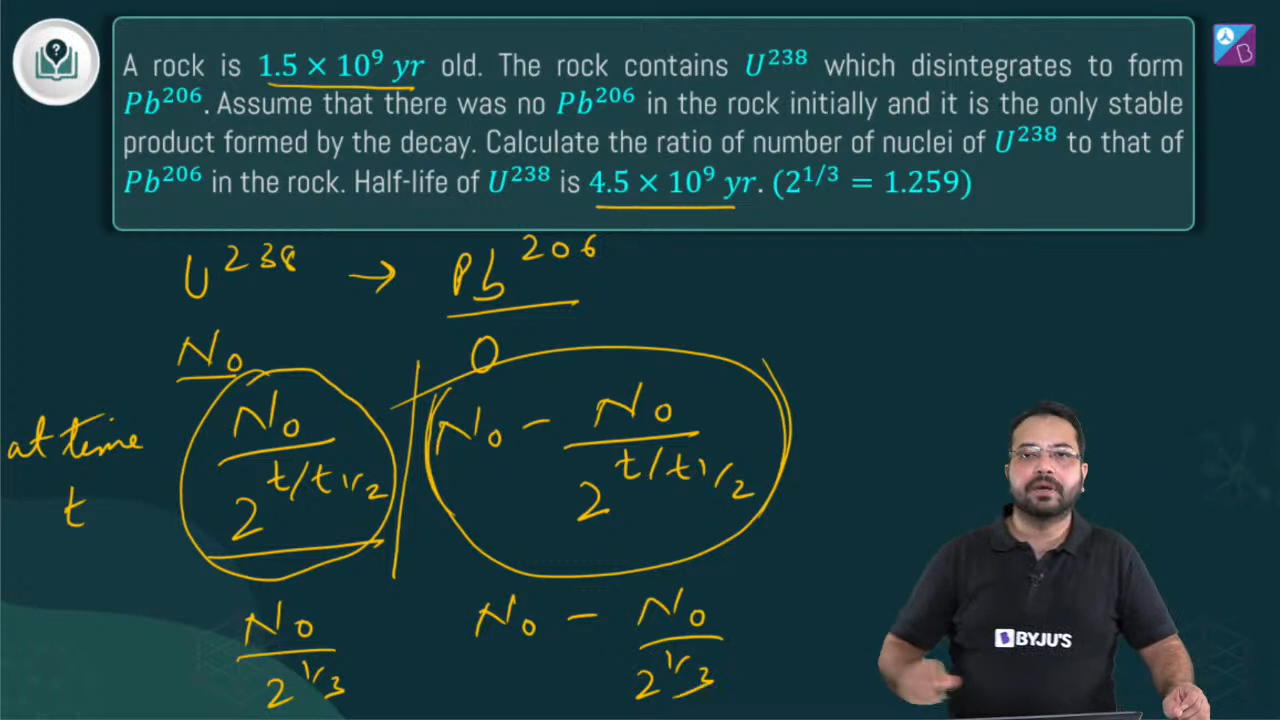 A rock is 1.5 × 10⁹ yr old. The rock contains U²³⁸ which disintegrates to form
Pb²⁰⁶. Assume that there was no Pb²⁰⁶ in the rock initially and it is the only stable
product formed by the decay. Calculate the ratio of number of nuclei of U²³⁸ to that of
Pb²⁰⁶ in the rock. Half-life of U²³⁸ is 4.5 × 10⁹ yr. (2^1/3 = 1.259)
B
U²³⁸ → Pb²⁰⁶
N₀ 0
at time
t
N₀ / 2^t/t1/2
N₀ − N₀ / 2^t/t1/2
N₀ / 2^1/3
N₀ − N₀ / 2^1/3
B BYJU'S